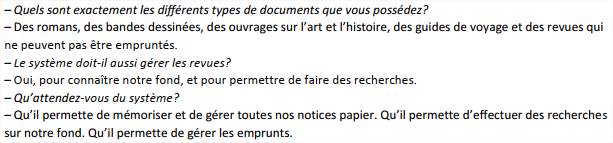 – Quels sont exactement les différents types de documents que vous possédez?
– Des romans, des bandes dessinées, des ouvrages sur l’art et l’histoire, des guides de voyage et des revues qui
ne peuvent pas être empruntés.
– Le système doit-il aussi gérer les revues?
– Oui, pour connaître notre fond, et pour permettre de faire des recherches.
– Qu’attendez-vous du système?
– Qu’il permette de mémoriser et de gérer toutes nos notices papier. Qu’il permette d’effectuer des recherches
sur notre fond. Qu’il permette de gérer les emprunts.